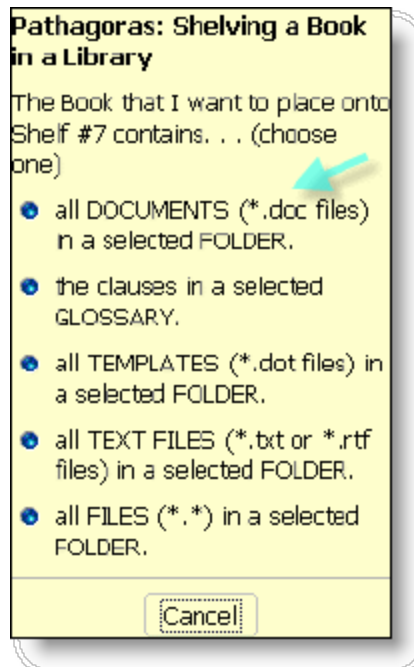 Pathagoras: Shelving a Book
in a Library
The Book that I want to place onto
Shelf #7 contains. . . (choose
one)
all DOCUMENTS (*.doc files)
in a selected FOLDER.
the clauses in a selected
GLOSSARY.
all TEMPLATES (*.dot files) in
a selected FOLDER.
all TEXT FILES (*.txt or *.rtf
files) in a selected FOLDER.
all FILES (*.*) in a selected
FOLDER.
Cancel